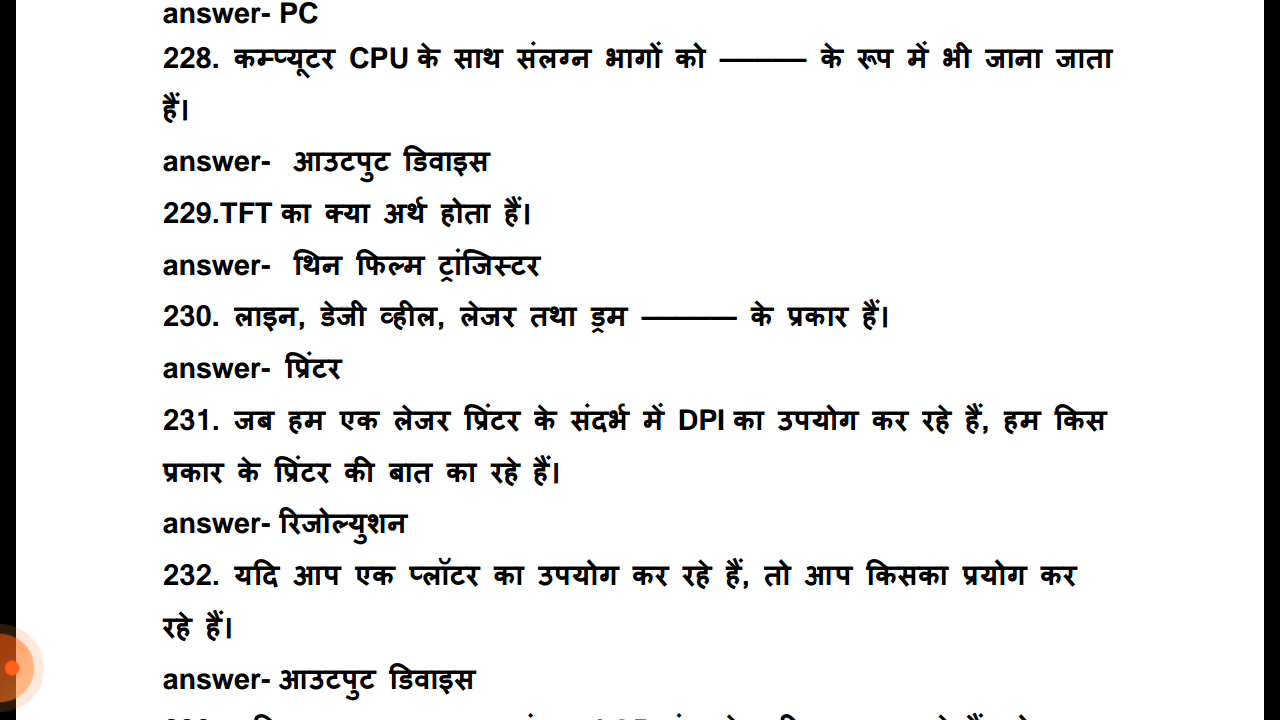 answer- PC
228. कम्प्यूटर CPU के साथ संलग्न भागों को ——— के रूप में भी जाना जाता
हैं।
answer- आउटपुट डिवाइस
229.TFT का क्या अर्थ होता हैं।
answer- थिन फिल्म ट्रांजिस्टर
230. लाइन, डेजी व्हील, लेजर तथा ड्रम ——— के प्रकार हैं।
answer- प्रिंटर
231. जब हम एक लेजर प्रिंटर के संदर्भ में DPI का उपयोग कर रहे हैं, हम किस
प्रकार के प्रिंटर की बात का रहे हैं।
answer- रिजोल्युशन
232. यदि आप एक प्लॉटर का उपयोग कर रहे हैं, तो आप किसका प्रयोग कर
रहे हैं।
answer- आउटपुट डिवाइस